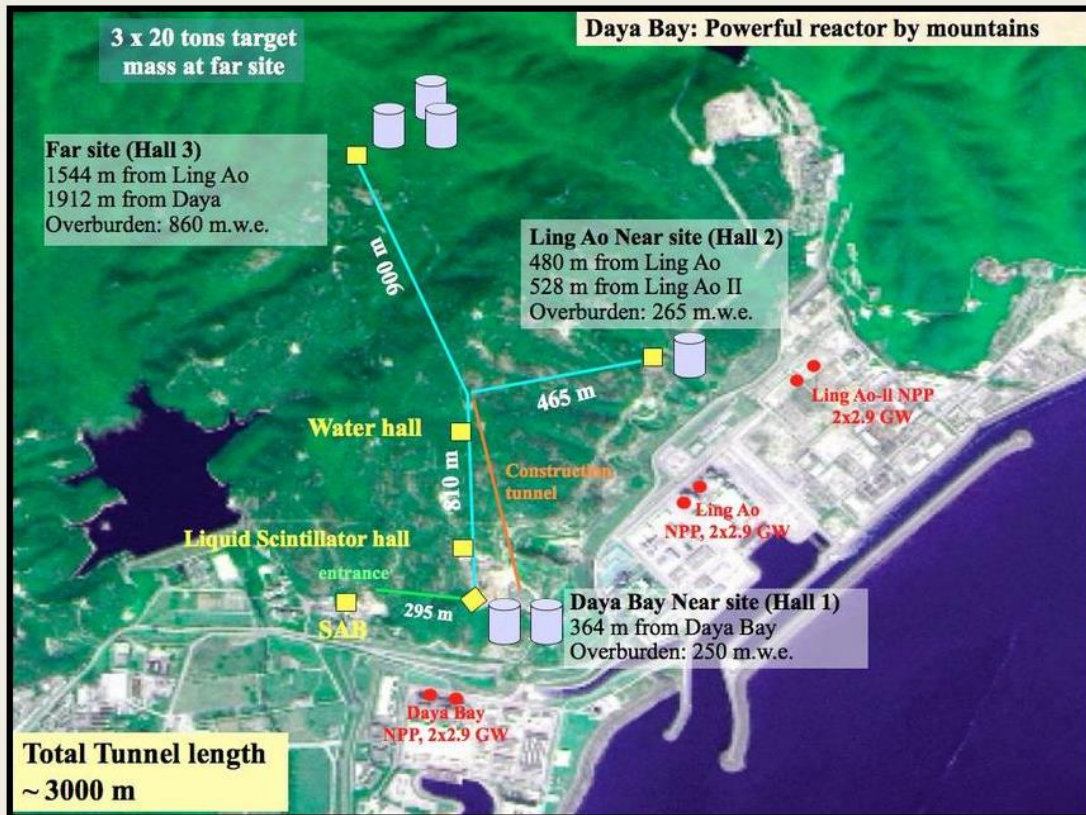 3 x 20 tons target
mass at far site
Daya Bay: Powerful reactor by mountains
Far site (Hall 3)
1544 m from Ling Ao
1912 m from Daya
Overburden: 860 m.w.e.
900 m
Ling Ao Near site (Hall 2)
480 m from Ling Ao
528 m from Ling Ao II
Overburden: 265 m.w.e.
465 m
Ling Ao-ll NPP
2x2.9 GW
Water hall
810 m
Construction
tunnel
Ling Ao
NPP, 2x2.9 GW
Liquid Scintillator hall
entrance
295 m
SAB
Daya Bay Near site (Hall 1)
364 m from Daya Bay
Overburden: 250 m.w.e.
Daya Bay
NPP, 2x2.9 GW
Total Tunnel length
~ 3000 m